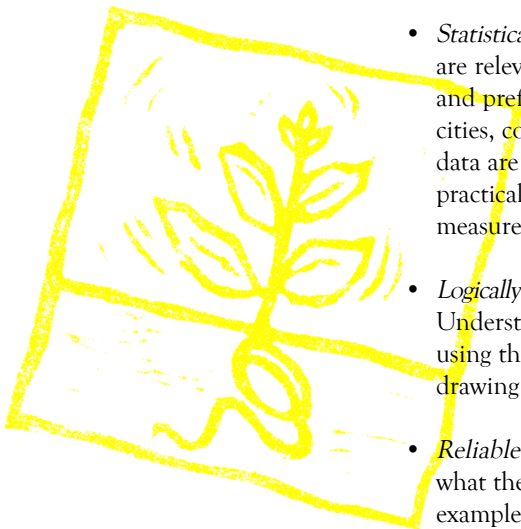 • Statistica
are relev
and pref
cities, co
data are
practical
measure
• Logically
Underst
using th
drawing
• Reliable
what the
example